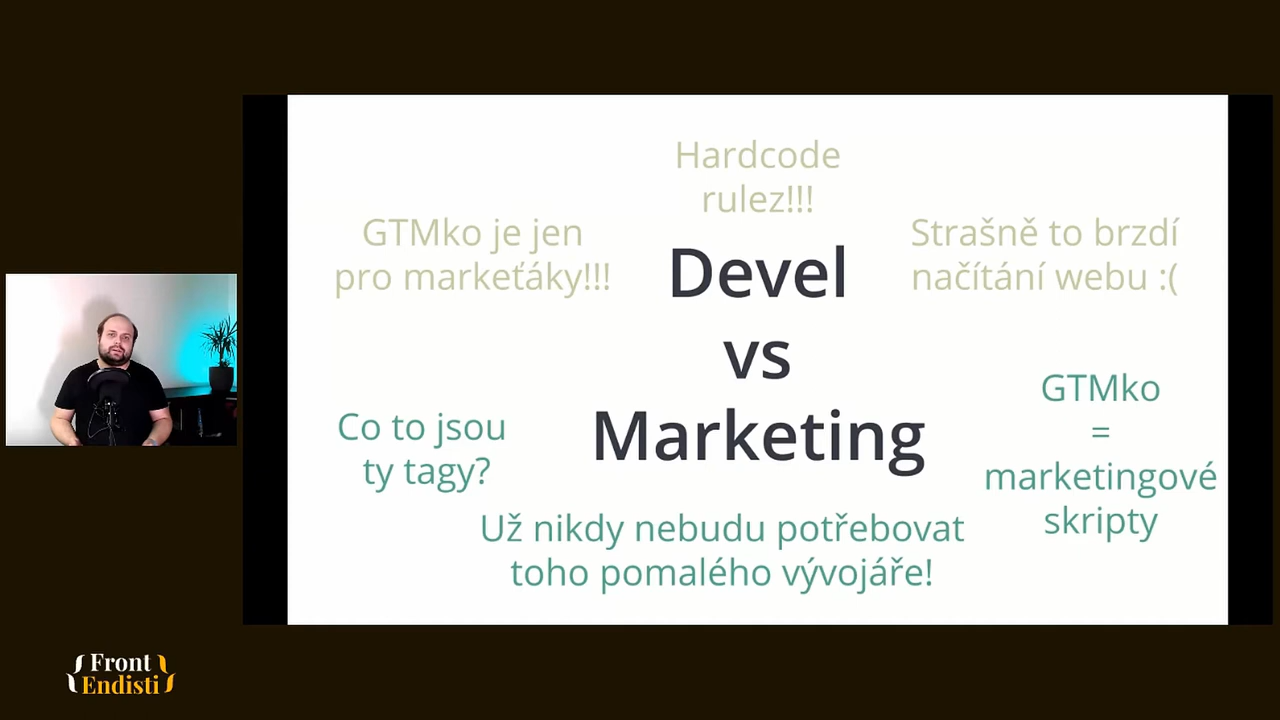 Hardcode
rulez!!!
GTMko je jen
pro markeťáky!!!
Strašně to brzdí
načítání webu :(
Devel
vs
Marketing
Co to jsou
ty tagy?
GTMko
=
marketingové
skripty
Už nikdy nebudu potřebovat
toho pomalého vývojáře!
{Front
Endisti}